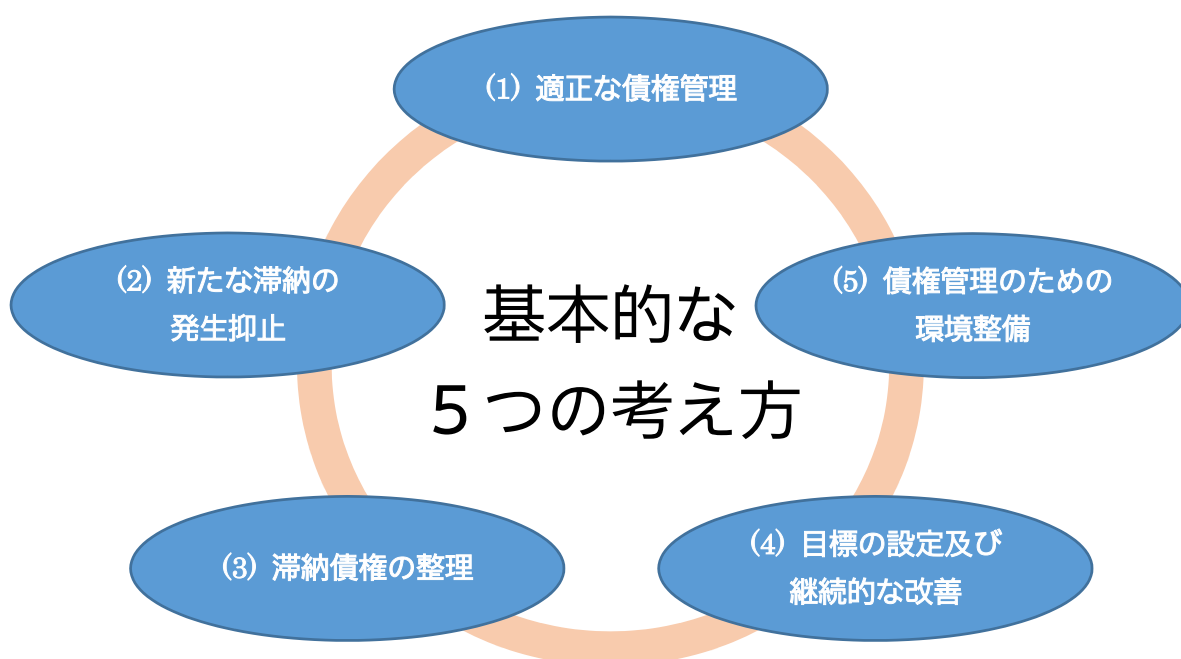 (1) 適正な債権管理
(2) 新たな滞納の
発生抑止
(3) 滞納債権の整理
(4) 目標の設定及び
継続的な改善
(5) 債権管理のための
環境整備
基本的な
５つの考え方